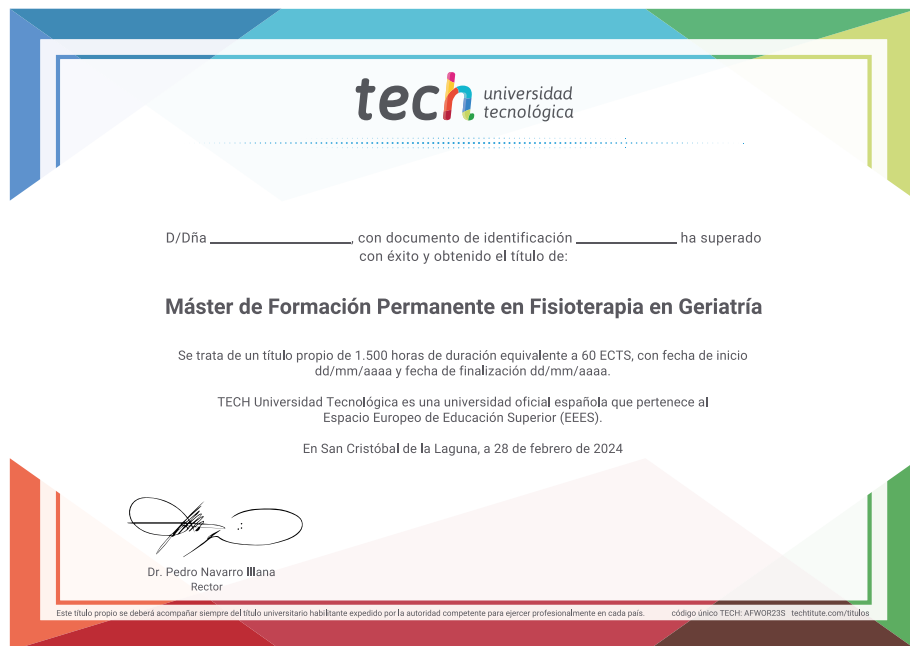 tech universidad
tecnológica
D/Dña ____________, con documento de identificación ____________ ha superado
con éxito y obtenido el título de:
Máster de Formación Permanente en Fisioterapia en Geriatría
Se trata de un título propio de 1.500 horas de duración equivalente a 60 ECTS, con fecha de inicio
dd/mm/aaaa y fecha de finalización dd/mm/aaaa.
TECH Universidad Tecnológica es una universidad oficial española que pertenece al
Espacio Europeo de Educación Superior (EEES).
En San Cristóbal de la Laguna, a 28 de febrero de 2024
Dr. Pedro Navarro Illana
Rector
Este título propio se deberá acompañar siempre del título universitario habilitante expedido por la autoridad competente para ejercer profesionalmente en cada país. código único TECH: AFWOR23S techtitute.com/titulos